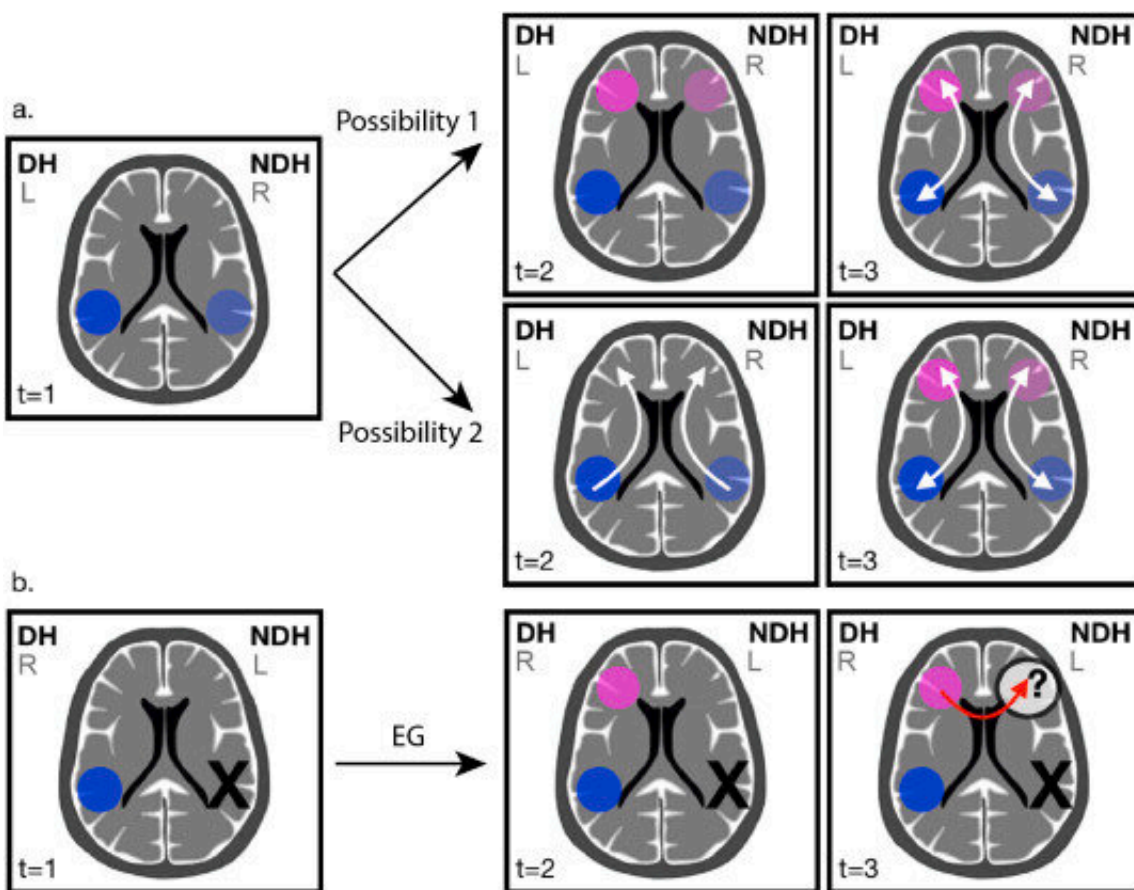 a.
DH NDH
L R
t=1
Possibility 1
Possibility 2
DH NDH
L R
t=2
DH NDH
L R
t=3
DH NDH
L R
t=2
DH NDH
L R
t=3
b.
DH NDH
R L
X
t=1
EG
DH NDH
R L
X
t=2
DH NDH
R L
?
X
t=3